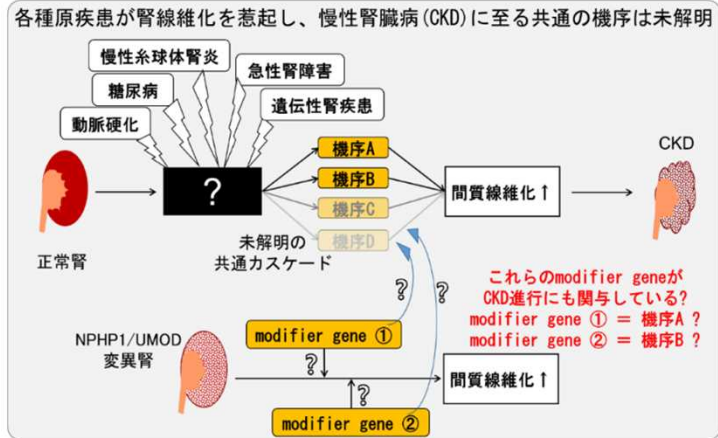 各種原疾患が腎線維化を惹起し、慢性腎臓病(CKD)に至る共通の機序は未解明
慢性糸球体腎炎
急性腎障害
糖尿病
遺伝性腎疾患
動脈硬化
?
機序A
機序B
機序C
機序D
間質線維化↑
CKD
正常腎
未解明の
共通カスケード
?
?
これらのmodifier geneが
CKD進行にも関与している?
modifier gene ① = 機序A ?
modifier gene ② = 機序B ?
NPHP1/UMOD
変異腎
modifier gene ①
?
?
間質線維化↑
modifier gene ②